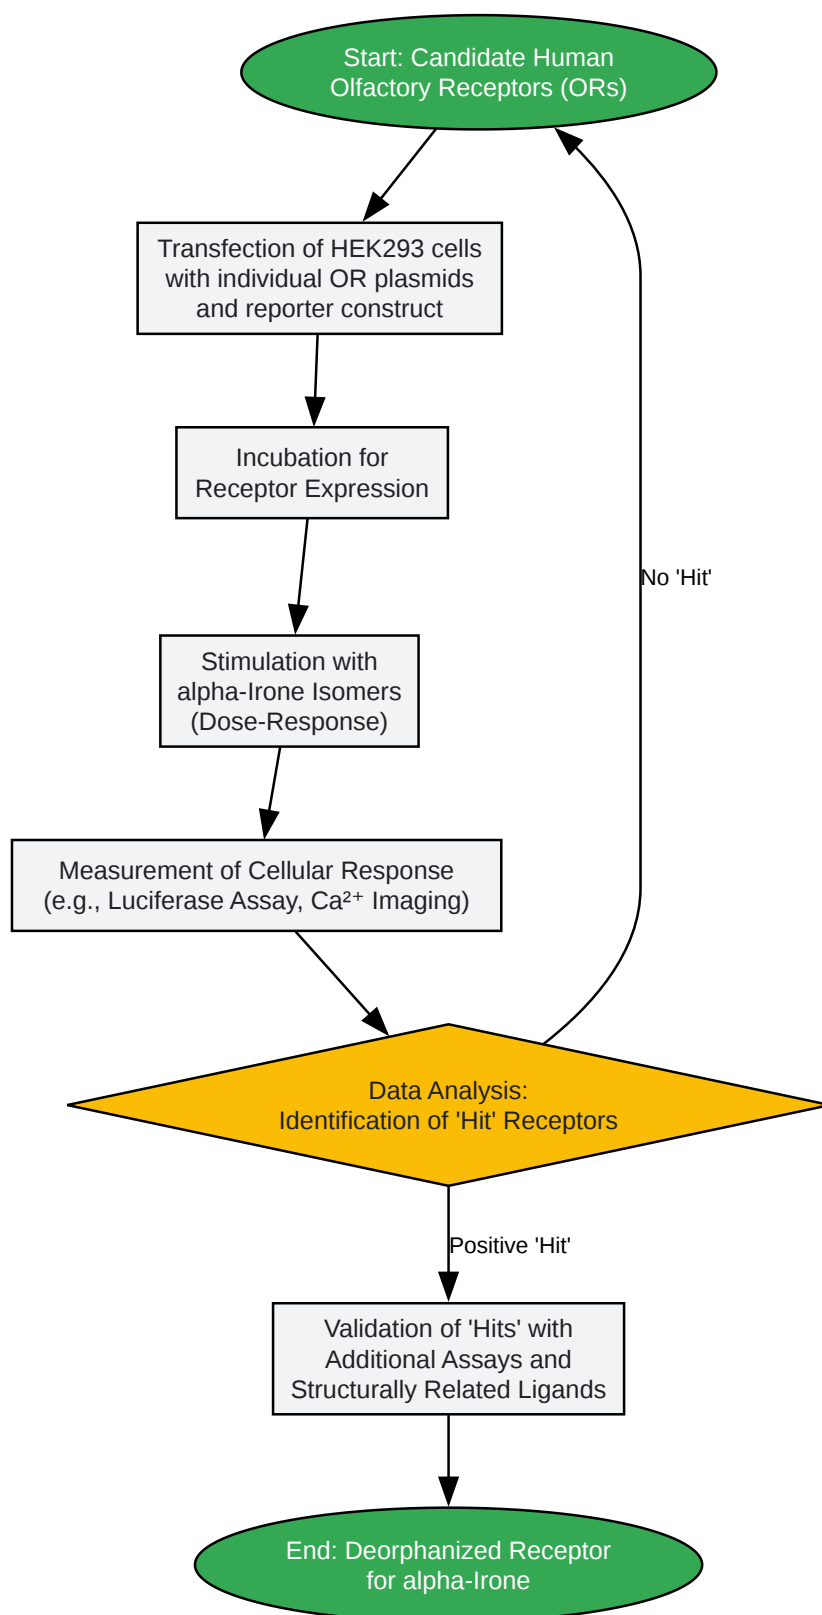 Start: Candidate Human
Olfactory Receptors (ORs)
Transfection of HEK293 cells
with individual OR plasmids
and reporter construct
Incubation for
Receptor Expression
No 'Hit'
Stimulation with
alpha-Irone Isomers
(Dose-Response)
Measurement of Cellular Response
(e.g., Luciferase Assay, Ca²⁺ Imaging)
Data Analysis:
Identification of 'Hit' Receptors
Positive 'Hit'
Validation of 'Hits' with
Additional Assays and
Structurally Related Ligands
End: Deorphanized Receptor
for alpha-Irone